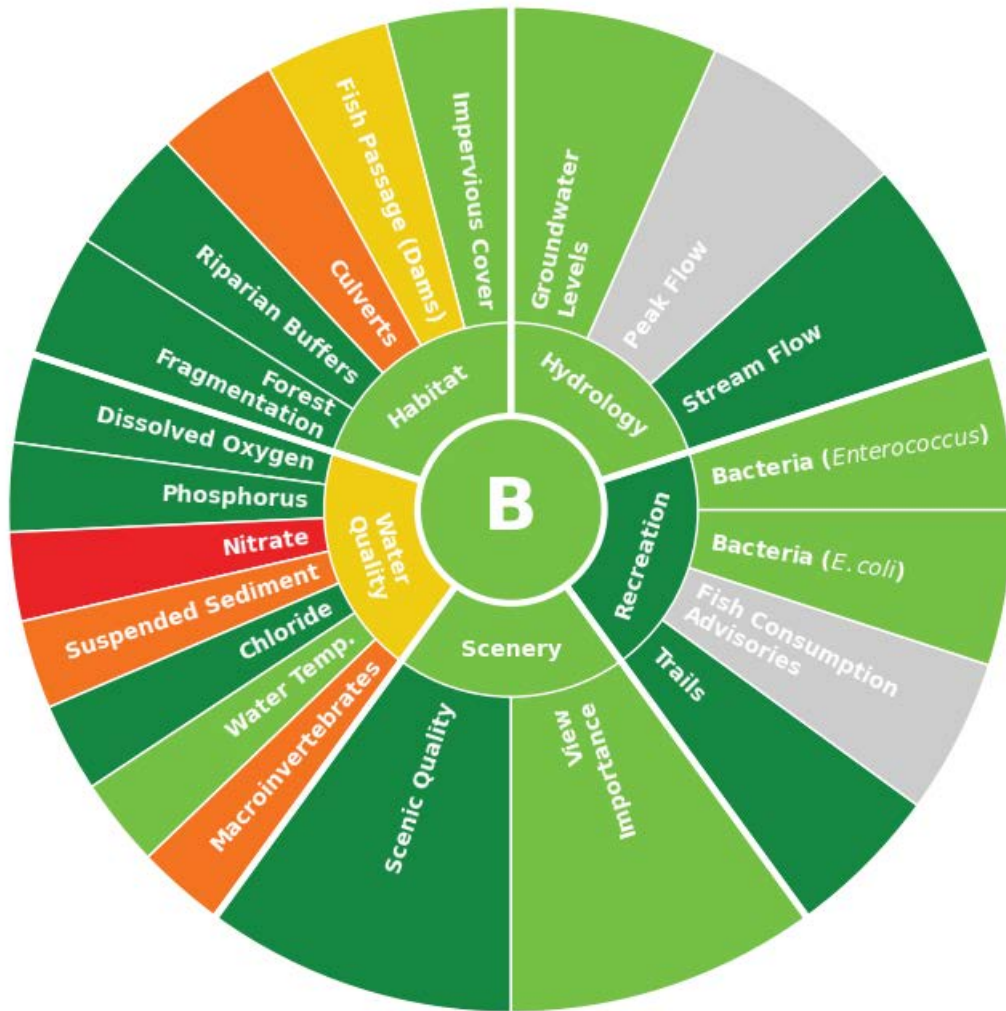 B
Hydrology
Groundwater
Levels
Peak Flow
Stream Flow
Recreation
Bacteria (Enterococcus)
Bacteria (E. coli)
Fish Consumption
Advisories
Trails
Scenery
View
Importance
Scenic Quality
Water
Quality
Macroinvertebrates
Water Temp.
Chloride
Suspended Sediment
Nitrate
Phosphorus
Dissolved Oxygen
Habitat
Forest
Fragmentation
Riparian Buffers
Culverts
Fish Passage (Dams)
Impervious Cover